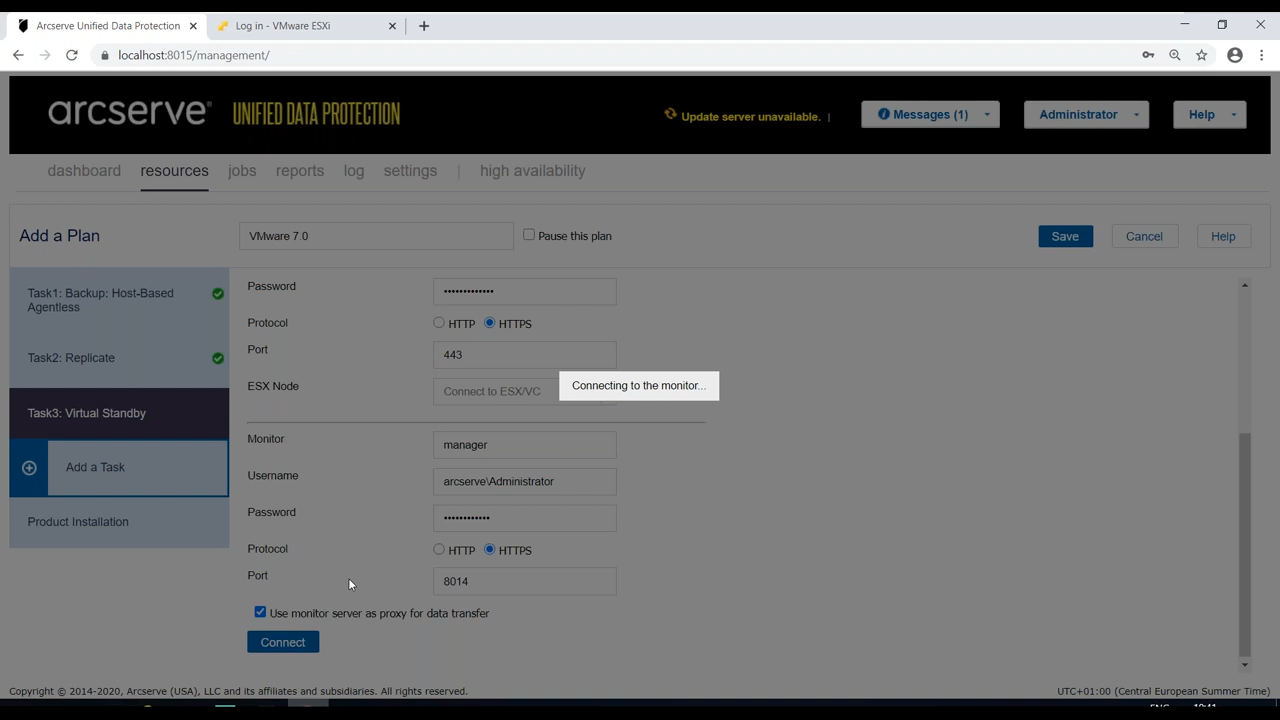 Arcserve Unified Data Protection
Log in - VMware ESXi
localhost:8015/management/
arcserve® UNIFIED DATA PROTECTION
Update server unavailable. |
Messages (1)
Administrator
Help
dashboard resources jobs reports log settings | high availability
Add a Plan
VMware 7.0
Pause this plan
Save
Cancel
Help
Task1: Backup: Host-Based
Agentless
Task2: Replicate
Task3: Virtual Standby
Add a Task
Product Installation
Password •••••••••••••
Protocol HTTP HTTPS
Port 443
ESX Node Connect to ESX/VC
Connecting to the monitor...
Monitor manager
Username arcserve\Administrator
Password ••••••••••••
Protocol HTTP HTTPS
Port 8014
Use monitor server as proxy for data transfer
Connect
Copyright © 2014-2020, Arcserve (USA), LLC and its affiliates and subsidiaries. All rights reserved.
UTC+01:00 (Central European Summer Time)